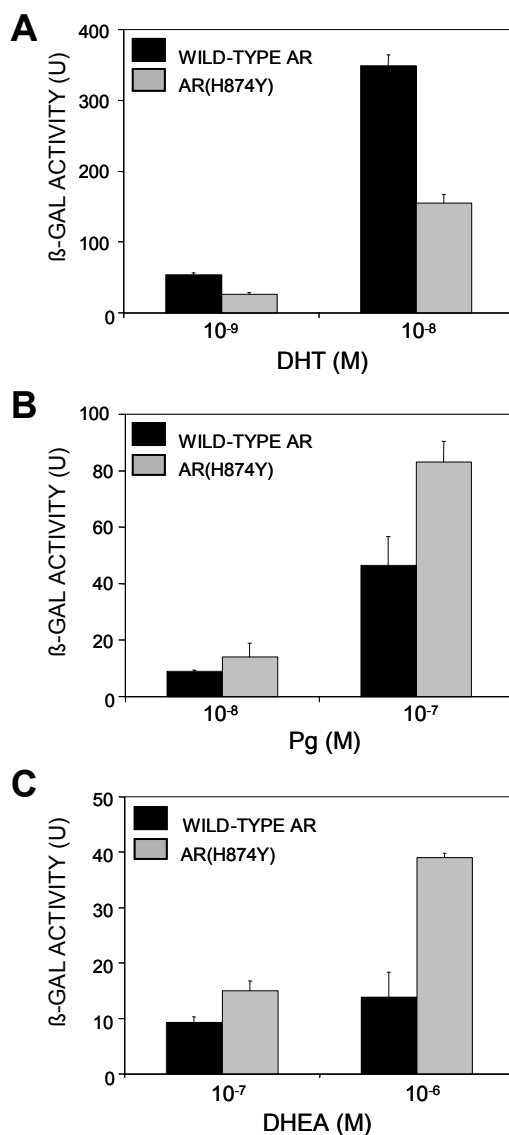 A
400
WILD-TYPE AR
AR(H874Y)
300
200
100
0
ß-GAL ACTIVITY (U)
10⁻⁹ 10⁻⁸
DHT (M)
B
100
WILD-TYPE AR
AR(H874Y)
80
60
40
20
0
ß-GAL ACTIVITY (U)
10⁻⁸ 10⁻⁷
Pg (M)
C
50
WILD-TYPE AR
AR(H874Y)
40
30
20
10
0
ß-GAL ACTIVITY (U)
10⁻⁷ 10⁻⁶
DHEA (M)